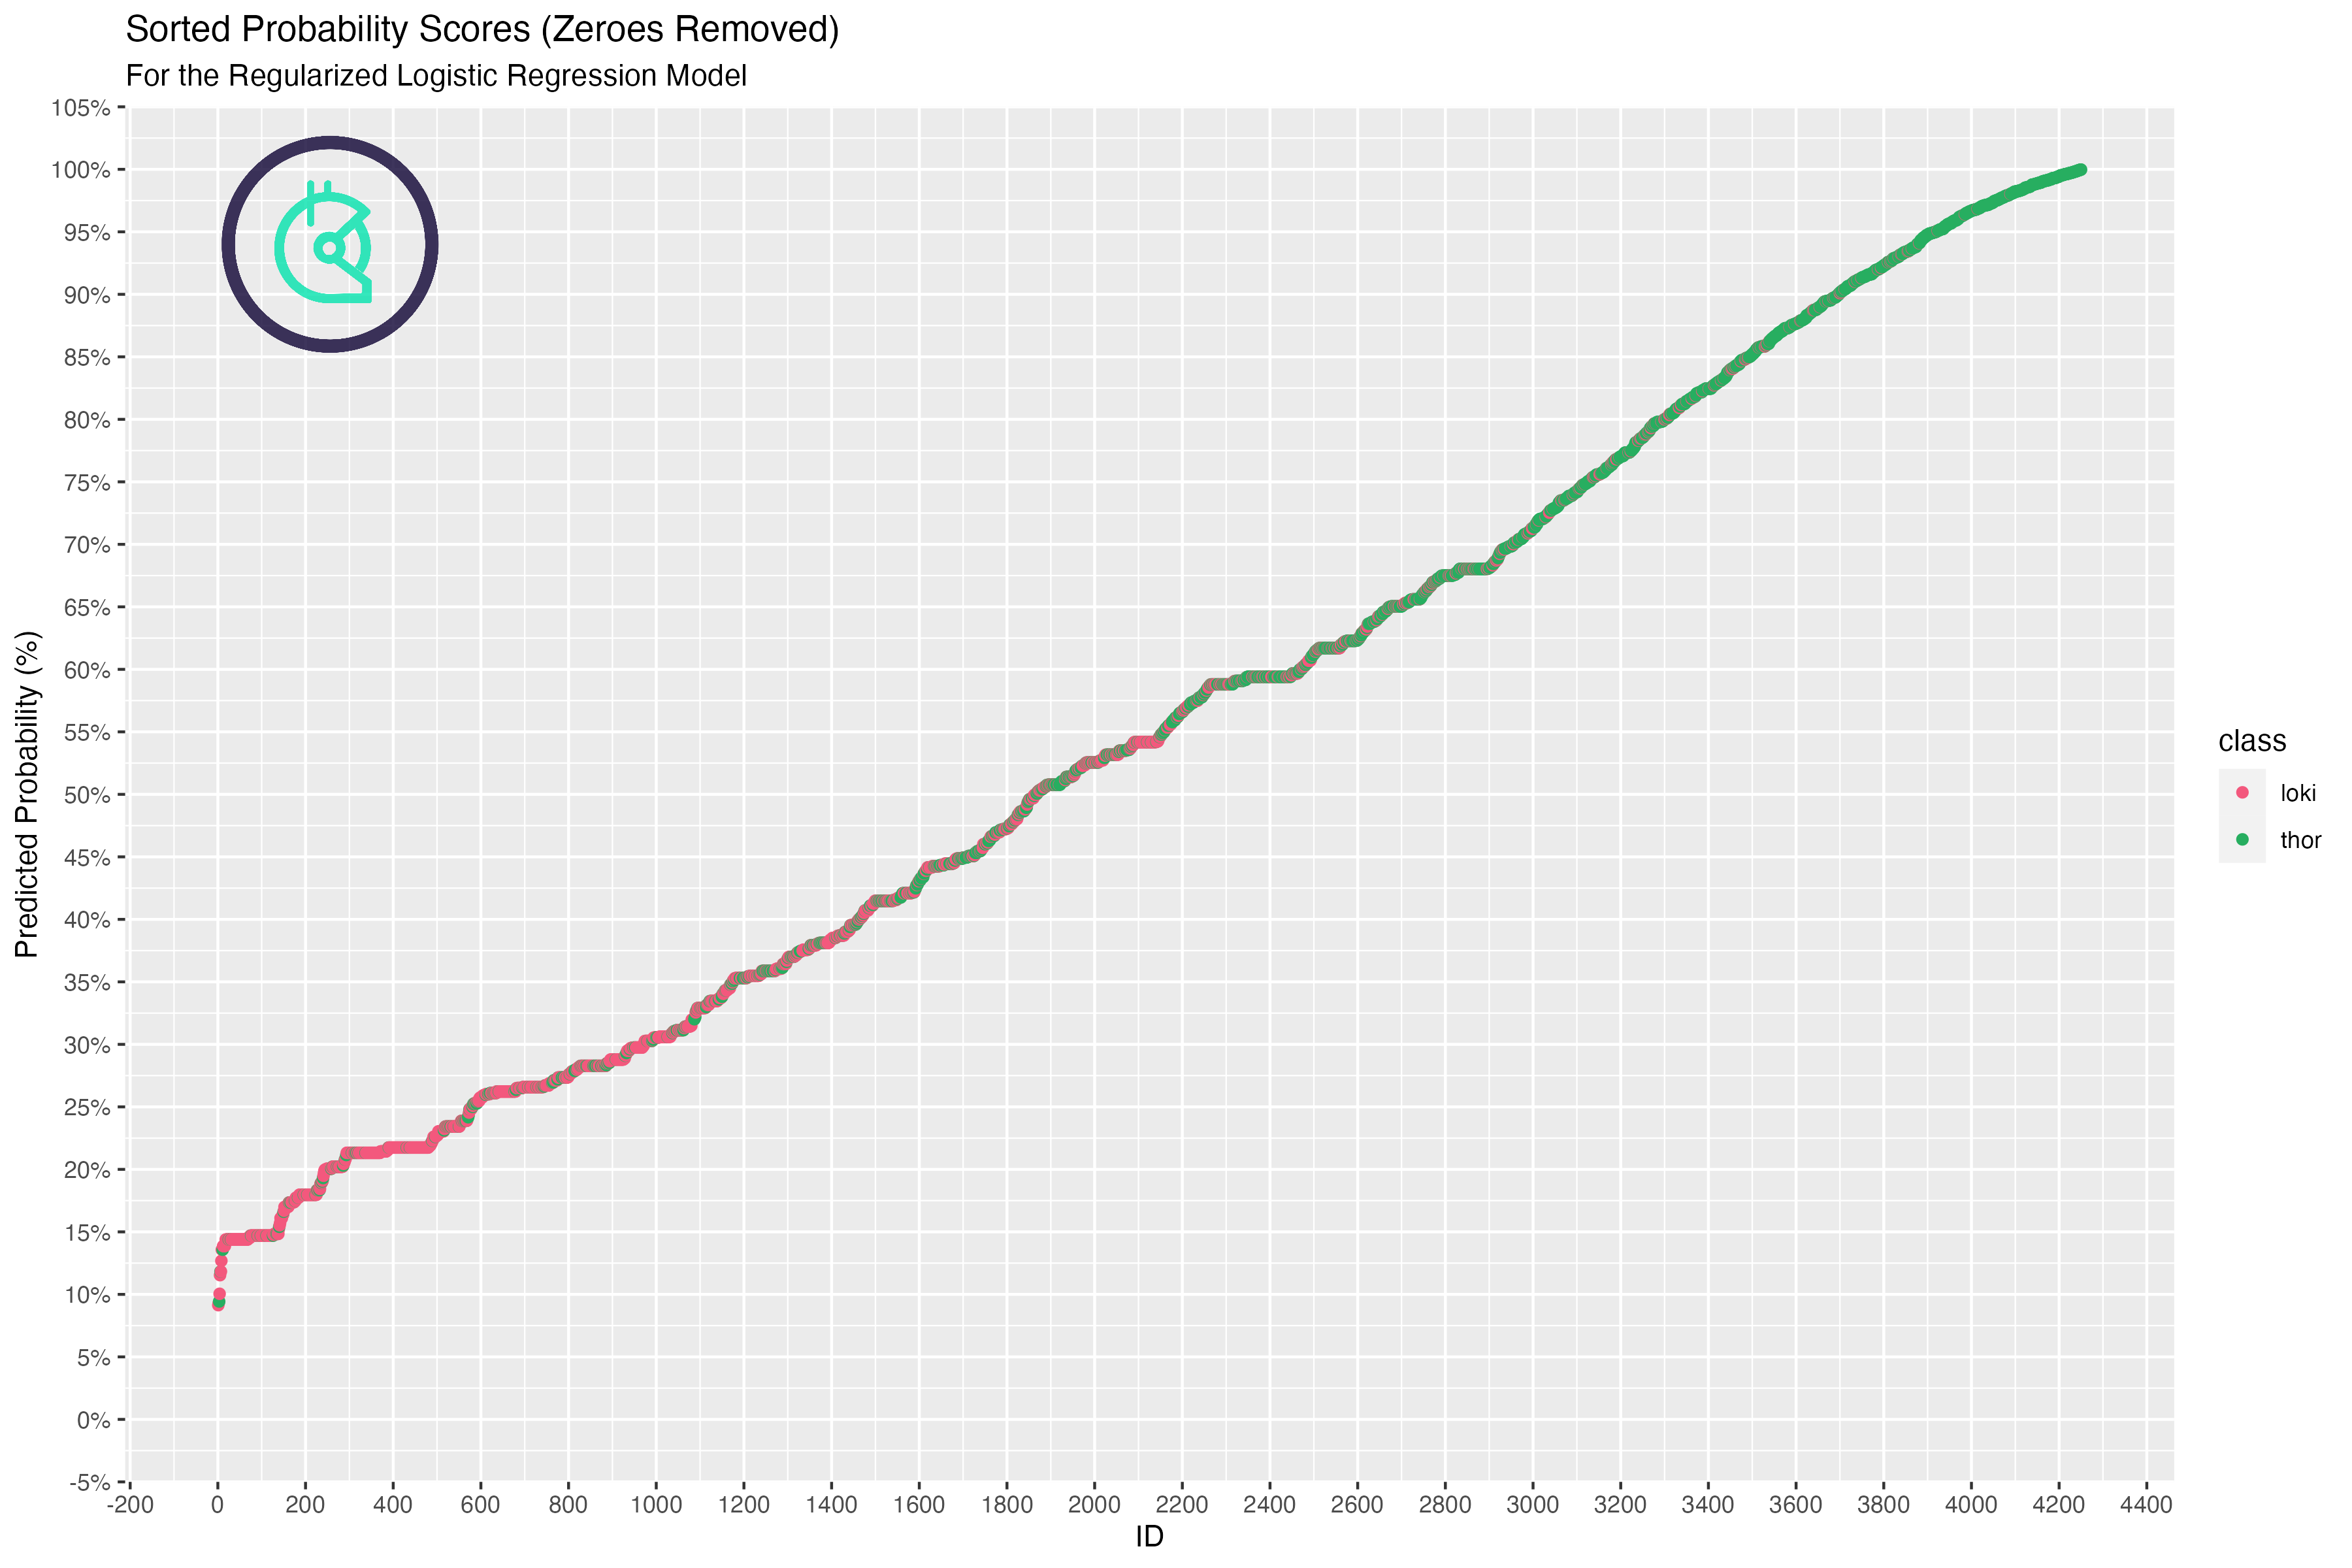 Sorted Probability Scores (Zeroes Removed)
For the Regularized Logistic Regression Model
105%
100%
95%
90%
85%
80%
75%
70%
65%
60%
55%
50%
45%
40%
35%
30%
25%
20%
15%
10%
5%
0%
-5%
Predicted Probability (%)
-200 0 200 400 600 800 1000 1200 1400 1600 1800 2000 2200 2400 2600 2800 3000 3200 3400 3600 3800 4000 4200 4400
ID
class
loki
thor